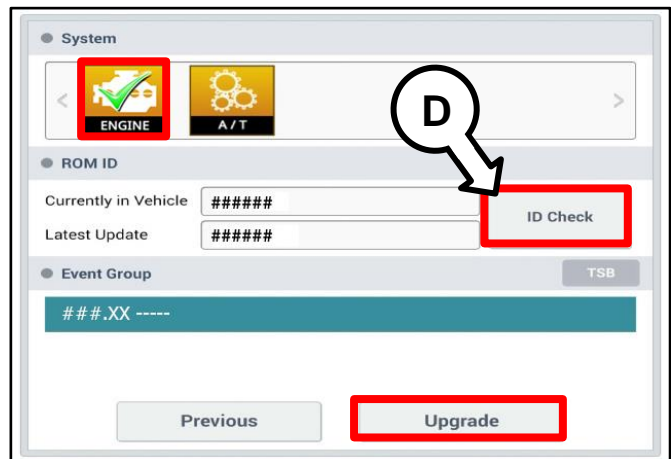 System
< ENGINE A/T >
D
ROM ID
Currently in Vehicle ######
ID Check
Latest Update ######
Event Group TSB
###.XX -----
Previous Upgrade